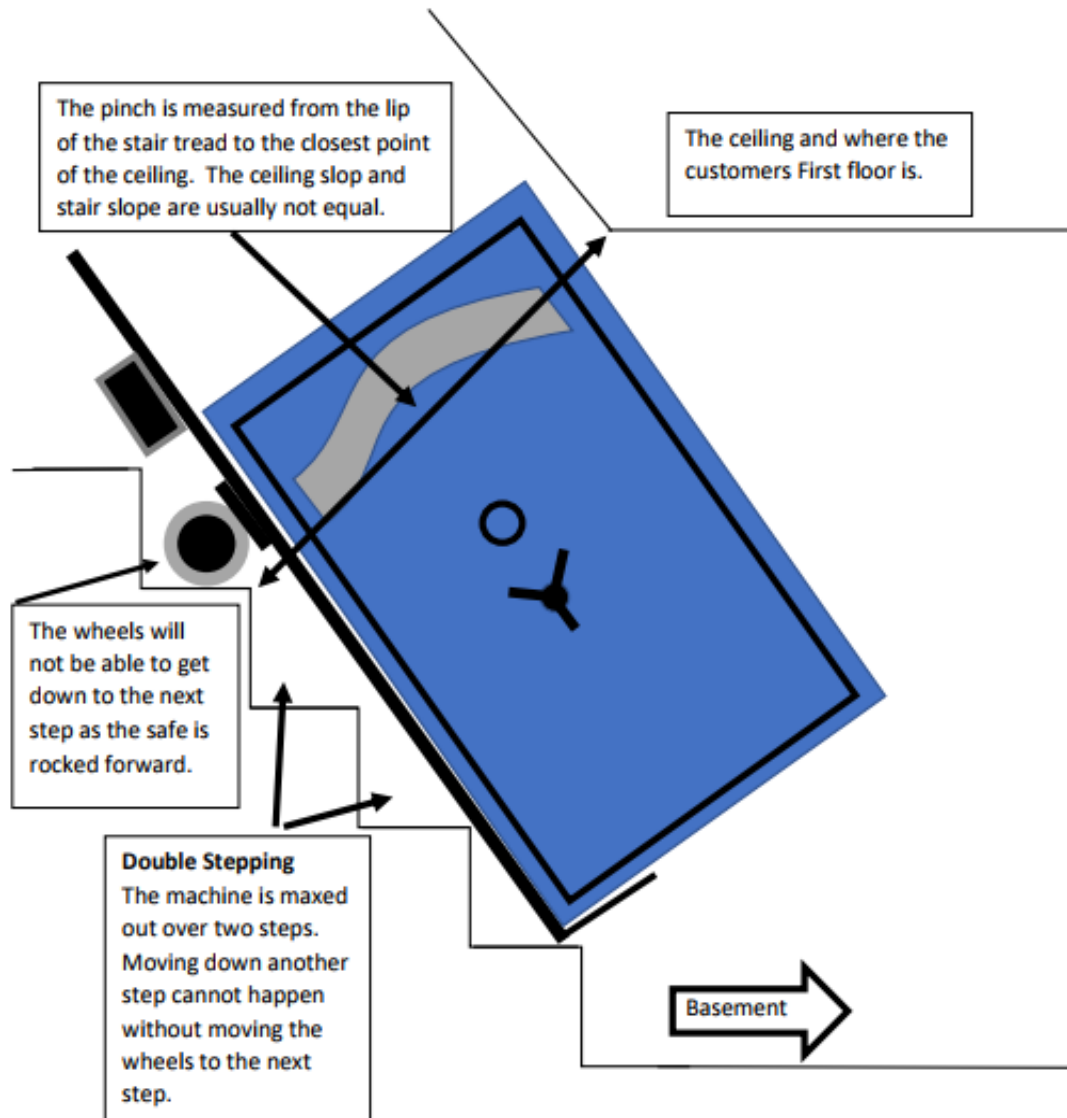 The pinch is measured from the lip
of the stair tread to the closest point
of the ceiling.  The ceiling slop and
stair slope are usually not equal.
The ceiling and where the
customers First floor is.
The wheels will
not be able to get
down to the next
step as the safe is
rocked forward.
Double Stepping
The machine is maxed
out over two steps.
Moving down another
step cannot happen
without moving the
wheels to the next
step.
Basement